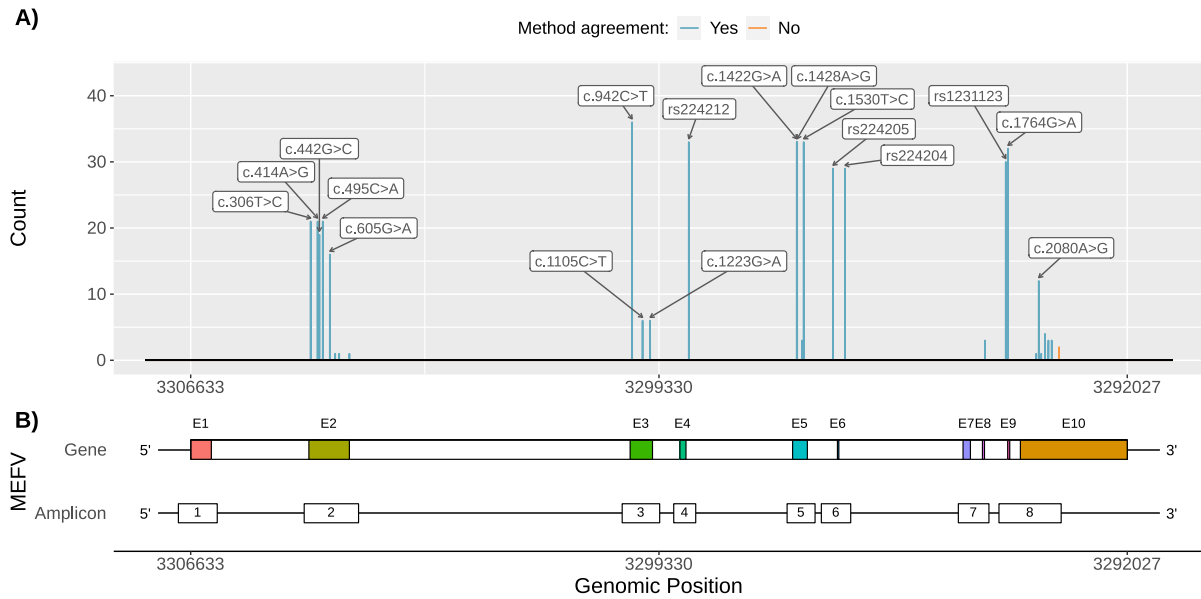 A)
Method agreement: Yes No
Count
40
30
20
10
0
c.942C>T
rs224212
c.1422G>A
c.1428A>G
c.1530T>C
rs1231123
c.1764G>A
rs224205
rs224204
c.442G>C
c.414A>G
c.495C>A
c.306T>C
c.605G>A
c.1105C>T
c.1223G>A
c.2080A>G
3306633 3299330 3292027
B)
MEFV
E1 E2 E3 E4 E5 E6 E7 E8 E9 E10
Gene 5' 3'
Amplicon 5' 1 2 3 4 5 6 7 8 3'
3306633 3299330 3292027
Genomic Position